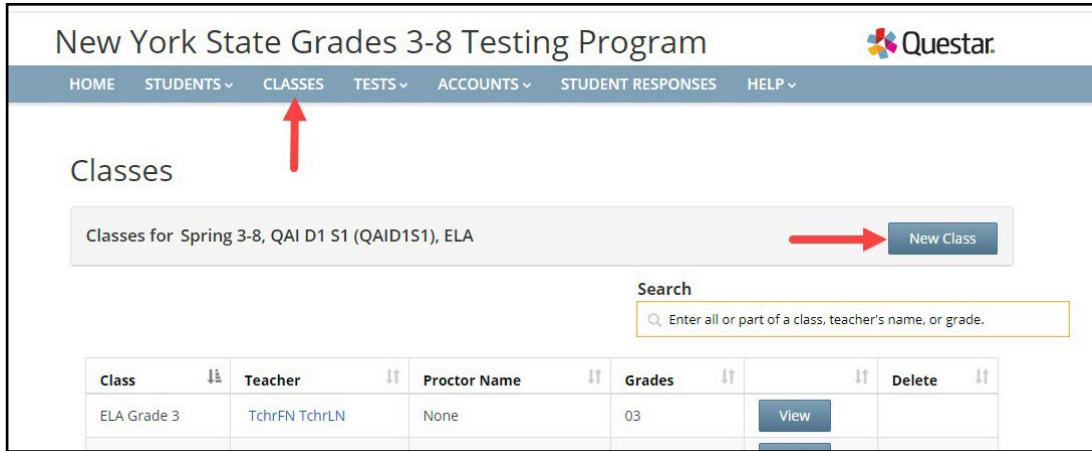 New York State Grades 3-8 Testing Program
Questar.
HOME STUDENTS CLASSES TESTS ACCOUNTS STUDENT RESPONSES HELP
Classes
Classes for Spring 3-8, QAI D1 S1 (QAID1S1), ELA
New Class
Search
Enter all or part of a class, teacher's name, or grade.
Class Teacher Proctor Name Grades Delete
ELA Grade 3 TchrFN TchrLN None 03 View